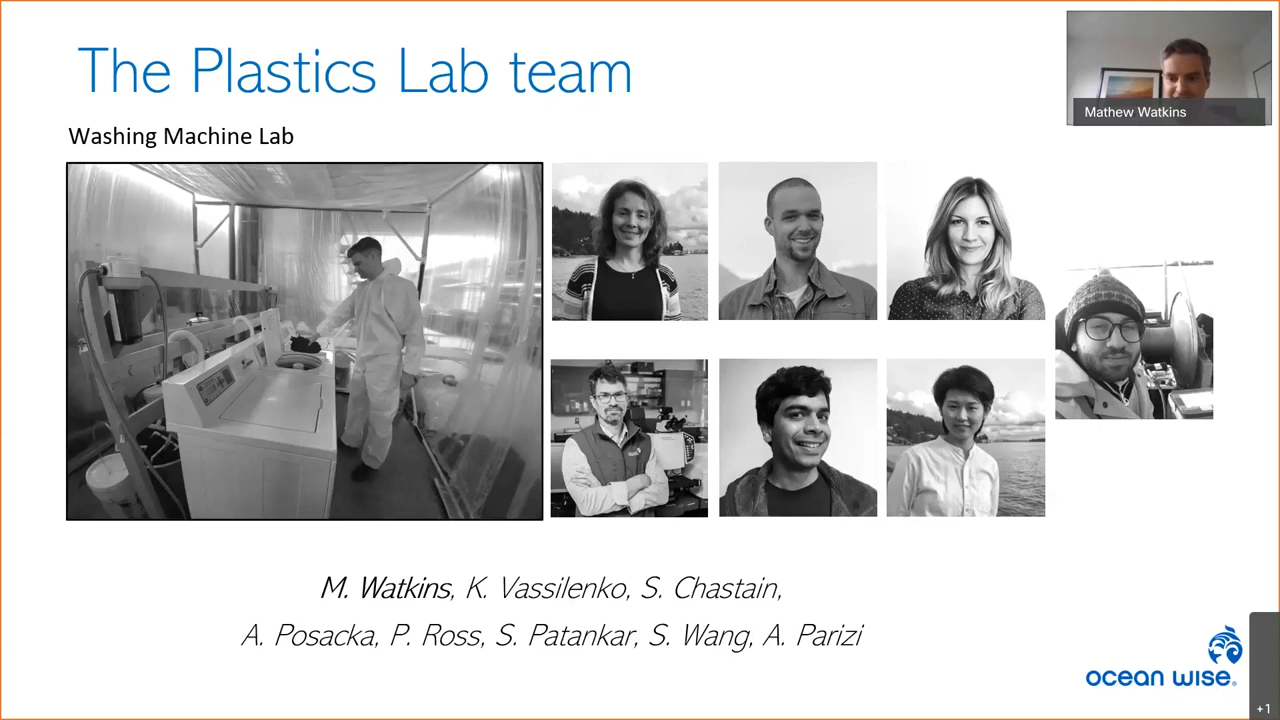 The Plastics Lab team
Mathew Watkins
Washing Machine Lab
M. Watkins, K. Vassilenko, S. Chastain,
A. Posacka, P. Ross, S. Patankar, S. Wang, A. Parizi
ocean wise.
+1